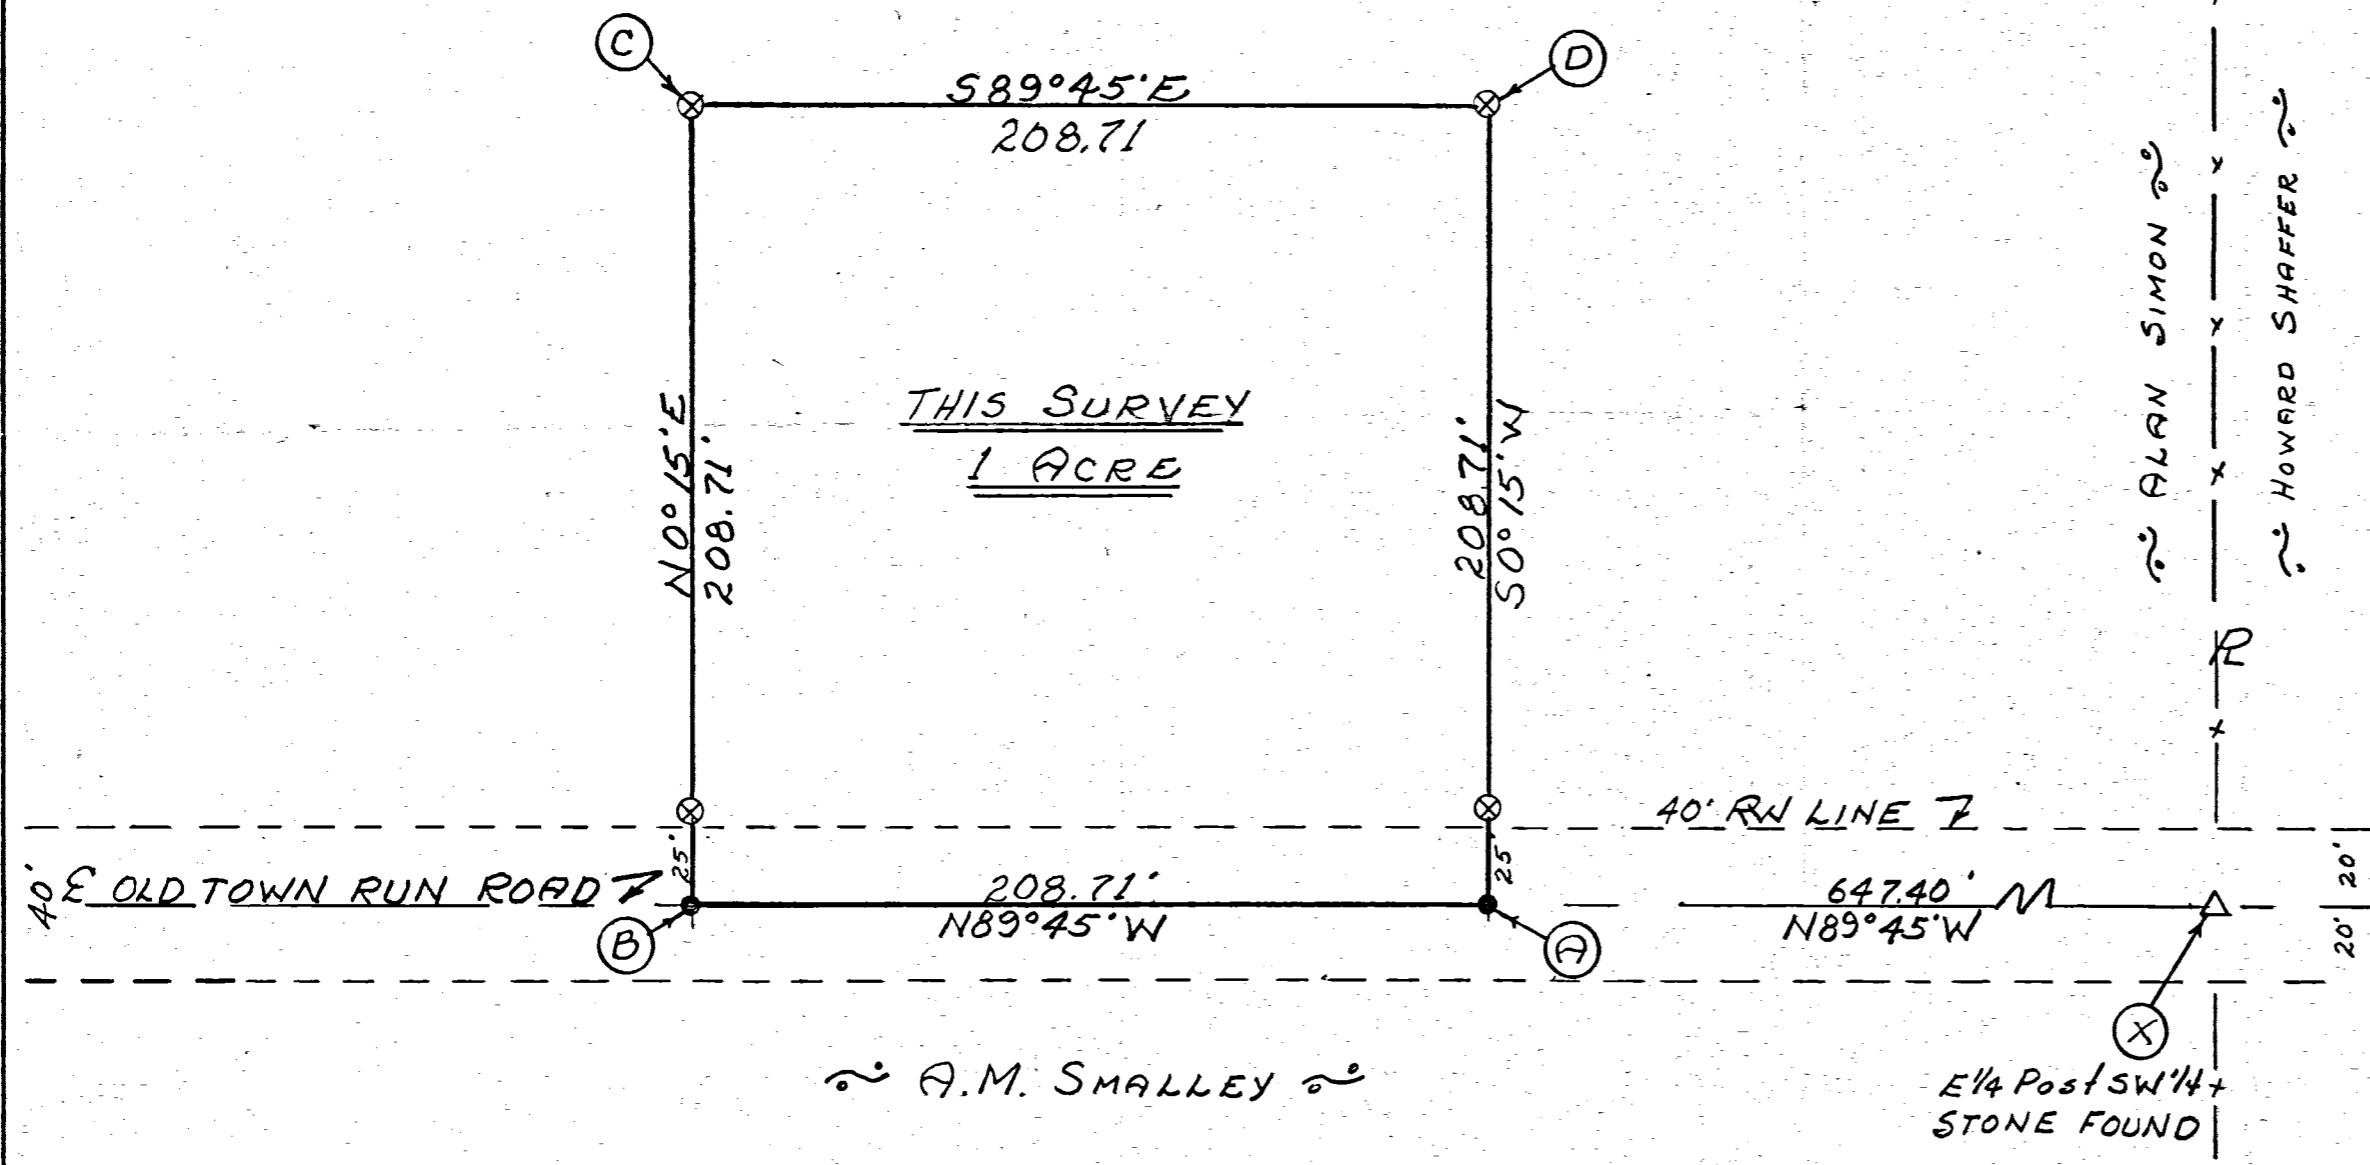 C
D
S89°45'E
208.71
N0°15'E
208.71'
THIS SURVEY
1 ACRE
208.71'
S0°15'W
ALAN SIMON
HOWARD SHAFFER
PL
40' RW LINE
25'
25'
40'
℄ OLD TOWN RUN ROAD
208.71'
N89°45'W
647.40'
N89°45'W
20'
20'
B
A
X
A.M. SMALLEY
E1/4 Post SW1/4
STONE FOUND